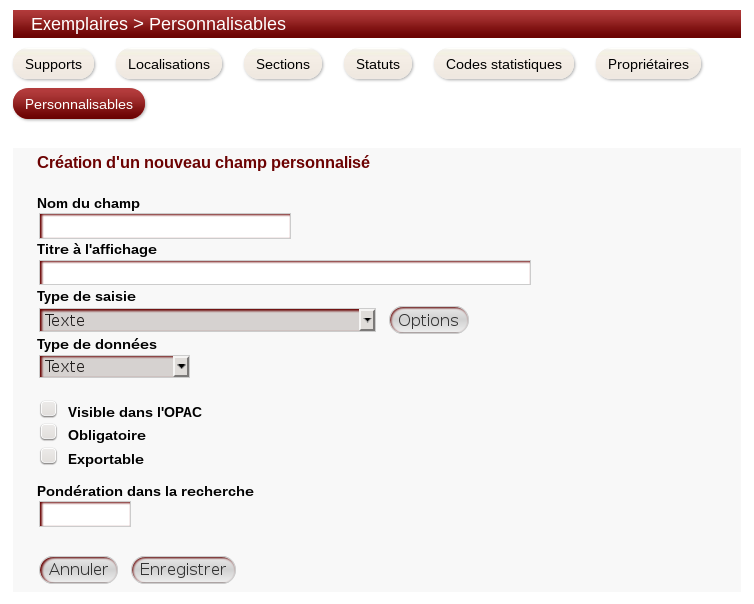 Exemplaires > Personnalisables
Supports Localisations Sections Statuts Codes statistiques Propriétaires
Personnalisables
Création d'un nouveau champ personnalisé
Nom du champ
Titre à l'affichage
Type de saisie
Texte Options
Type de données
Texte
Visible dans l'OPAC
Obligatoire
Exportable
Pondération dans la recherche
Annuler Enregistrer